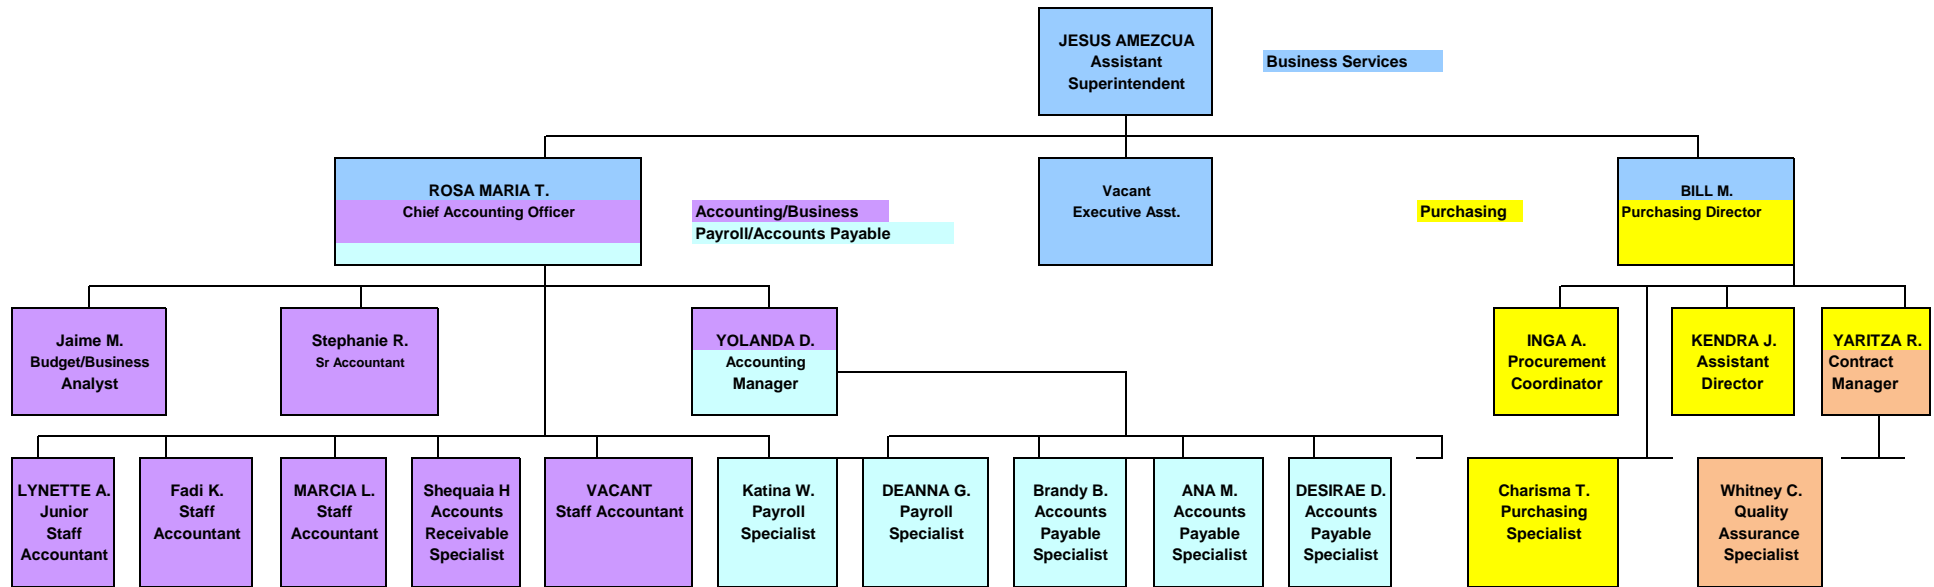 JESUS AMEZCUA
Assistant
Superintendent
Business Services
ROSA MARIA T.
Chief Accounting Officer
Accounting/Business
Payroll/Accounts Payable
Vacant
Executive Asst.
Purchasing
BILL M.
Purchasing Director
Jaime M.
Budget/Business
Analyst
Stephanie R.
Sr Accountant
YOLANDA D.
Accounting
Manager
INGA A.
Procurement
Coordinator
KENDRA J.
Assistant
Director
YARITZA R.
Contract
Manager
LYNETTE A.
Junior
Staff
Accountant
Fadi K.
Staff
Accountant
MARCIA L.
Staff
Accountant
Shequaia H
Accounts
Receivable
Specialist
VACANT
Staff Accountant
Katina W.
Payroll
Specialist
DEANNA G.
Payroll
Specialist
Brandy B.
Accounts
Payable
Specialist
ANA M.
Accounts
Payable
Specialist
DESIRAE D.
Accounts
Payable
Specialist
Charisma T.
Purchasing
Specialist
Whitney C.
Quality
Assurance
Specialist